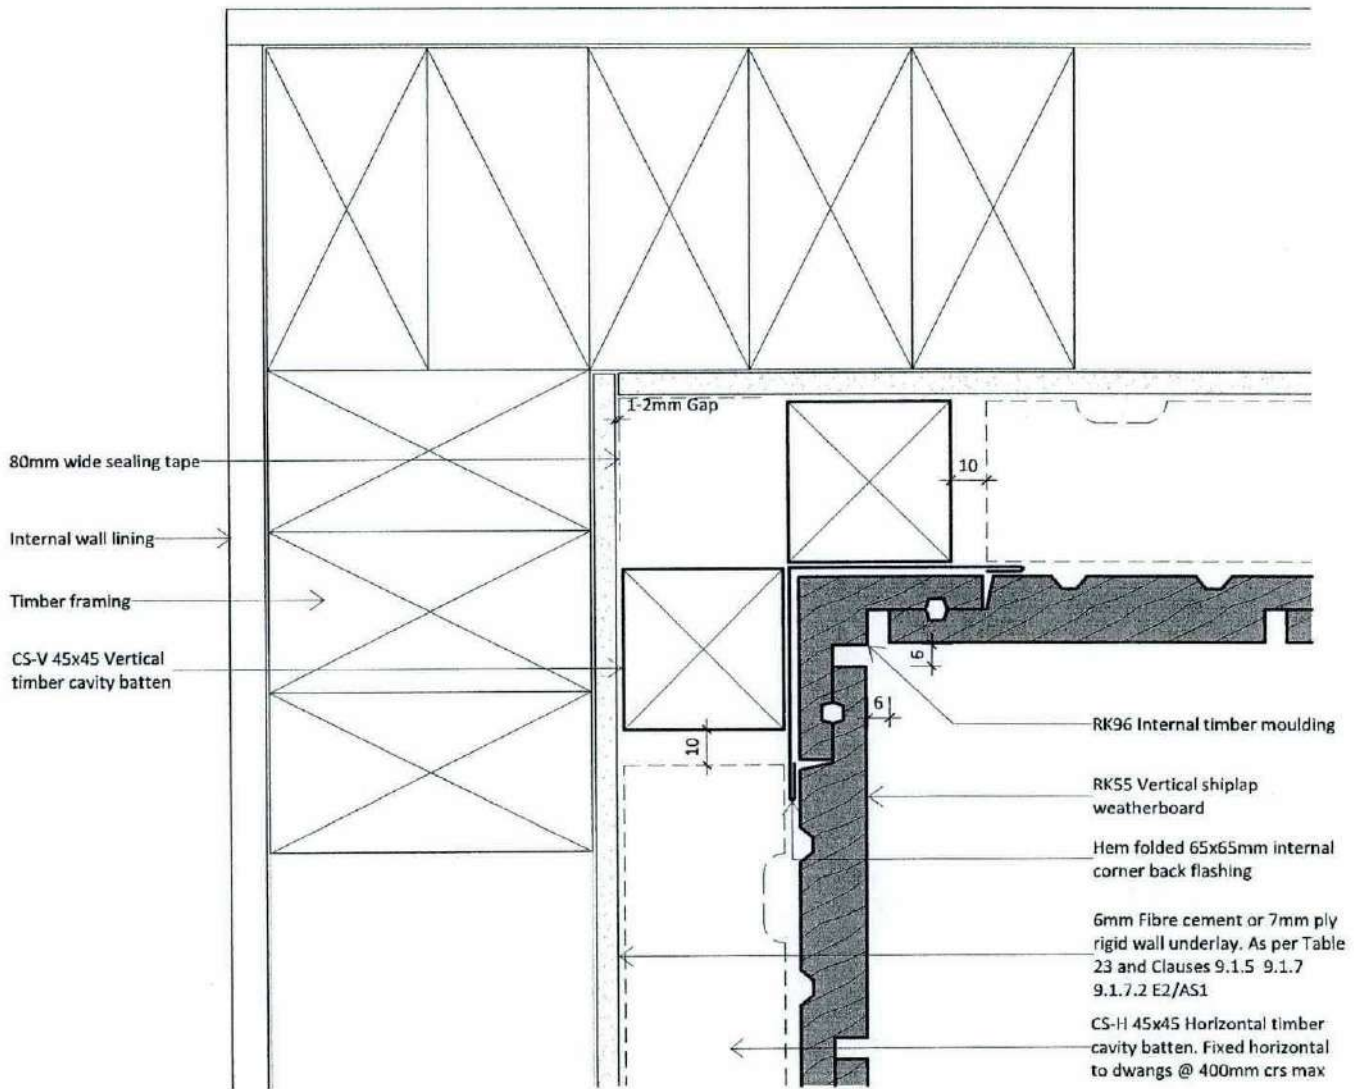 1-2mm Gap
80mm wide sealing tape
10
Internal wall lining
Timber framing
CS-V 45x45 Vertical
timber cavity batten
6
6
10
RK96 Internal timber moulding
RK55 Vertical shiplap
weatherboard
Hem folded 65x65mm internal
corner back flashing
6mm Fibre cement or 7mm ply
rigid wall underlay. As per Table
23 and Clauses 9.1.5 9.1.7
9.1.7.2 E2/AS1
CS-H 45x45 Horizontal timber
cavity batten. Fixed horizontal
to dwangs @ 400mm crs max